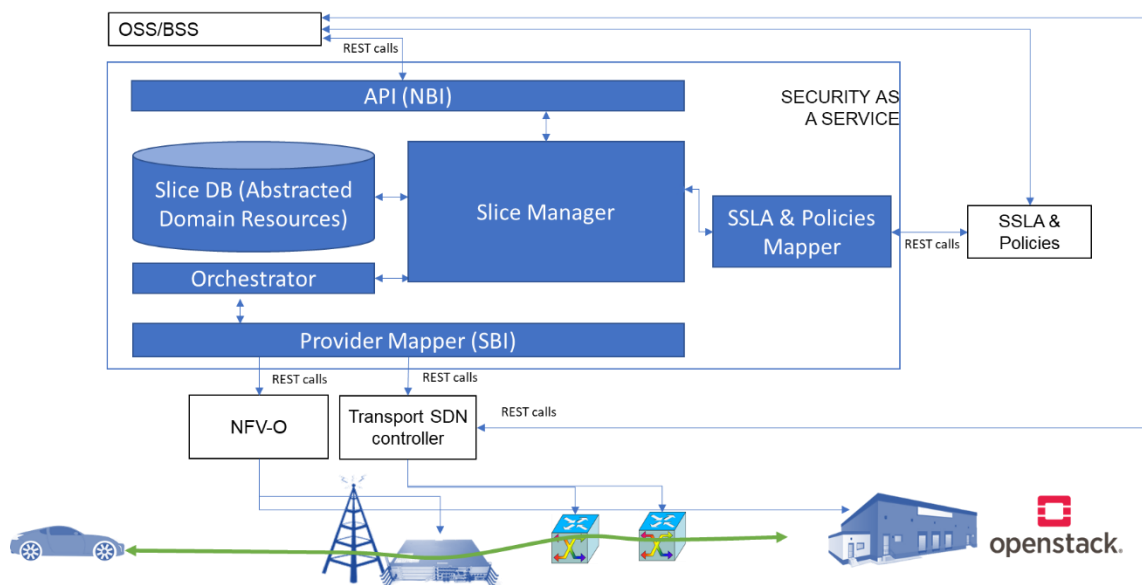 OSS/BSS
REST calls
API (NBI)
SECURITY AS
A SERVICE
Slice DB (Abstracted
Domain Resources)
Slice Manager
SSLA & Policies
Mapper
REST calls
SSLA &
Policies
Orchestrator
Provider Mapper (SBI)
REST calls
REST calls
NFV-O
Transport SDN
controller
REST calls
openstack.